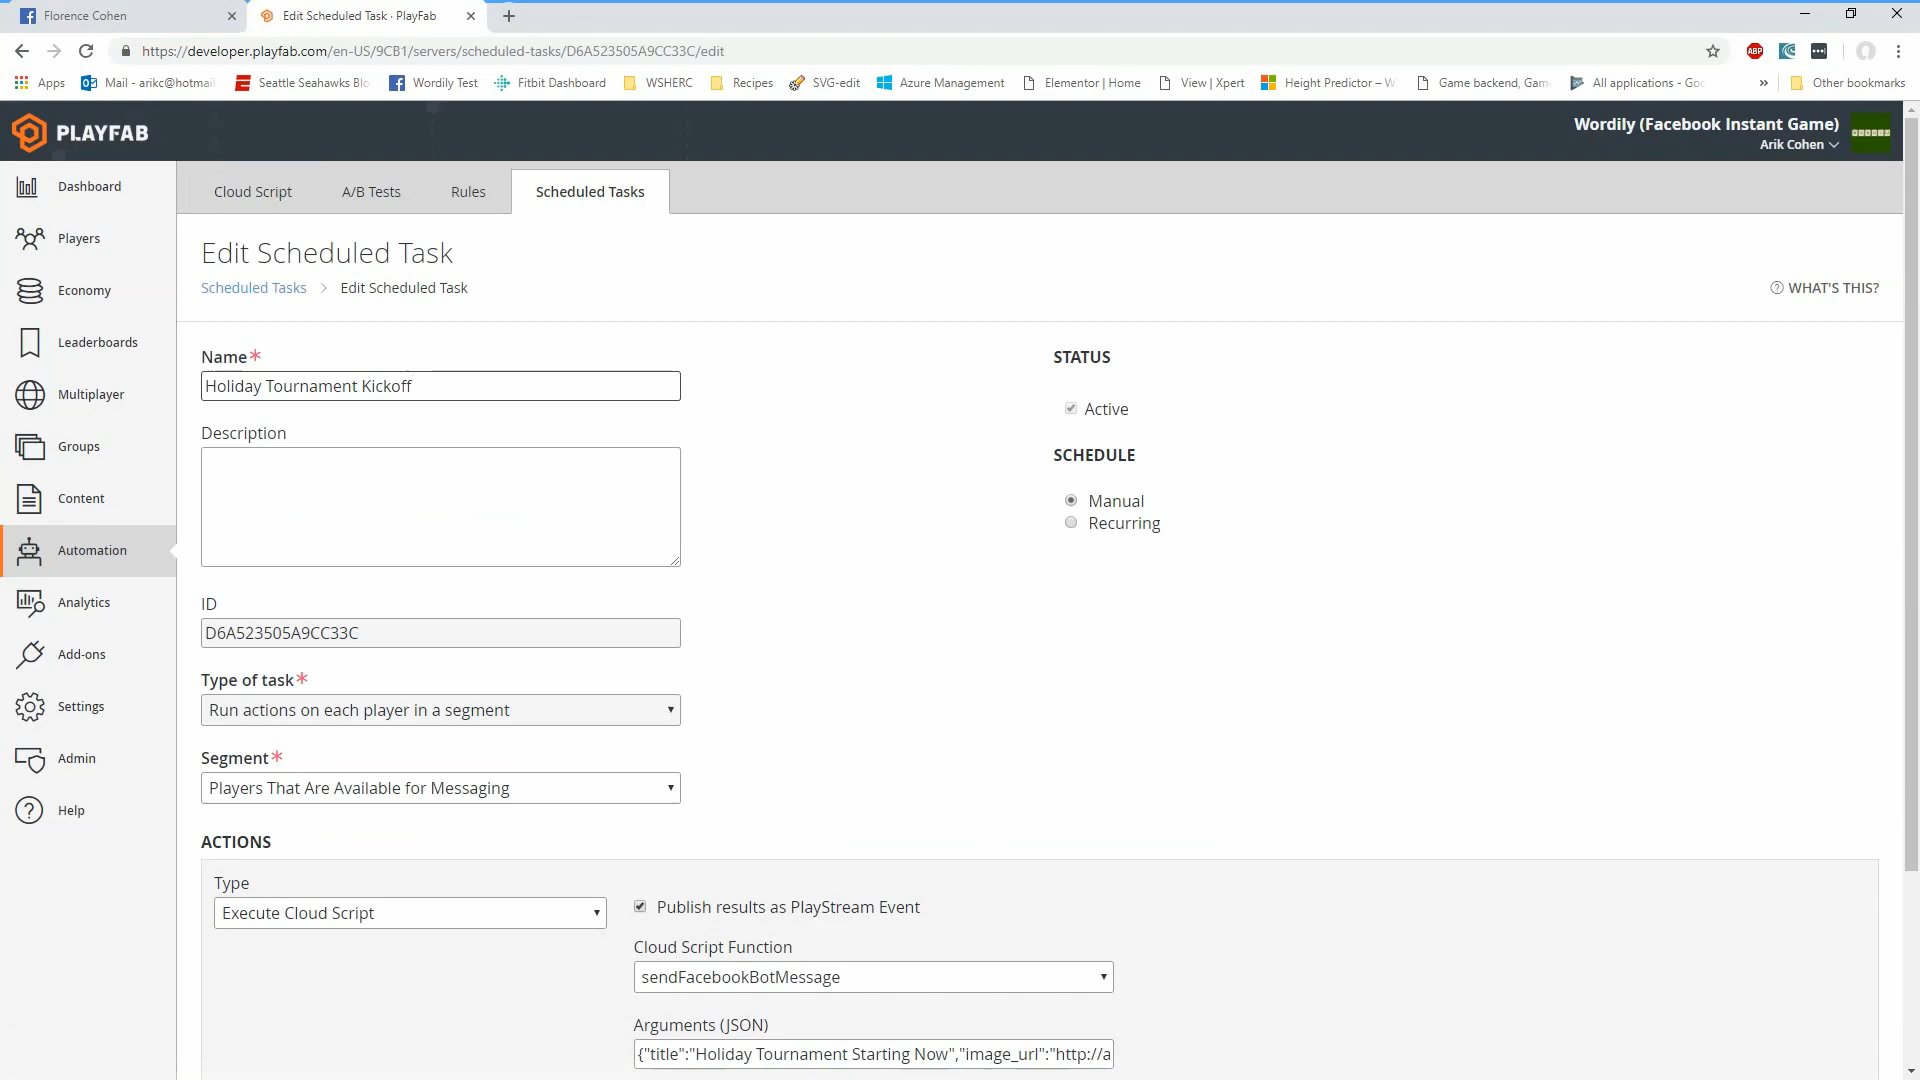 Florence Cohen
Edit Scheduled Task · PlayFab
https://developer.playfab.com/en-US/9CB1/servers/scheduled-tasks/D6A523505A9CC33C/edit
ABP
Apps
Mail - arikc@hotmai
Seattle Seahawks Blo
Wordily Test
Fitbit Dashboard
WSHERC
Recipes
SVG-edit
Azure Management
Elementor | Home
View | Xpert
Height Predictor – W
Game backend, Gam
All applications - Goo
»
Other bookmarks
PLAYFAB
Wordily (Facebook Instant Game)
Arik Cohen
Dashboard
Players
Economy
Leaderboards
Multiplayer
Groups
Content
Automation
Analytics
Add-ons
Settings
Admin
Help
Cloud Script
A/B Tests
Rules
Scheduled Tasks
Edit Scheduled Task
Scheduled Tasks > Edit Scheduled Task
? WHAT'S THIS?
Name*
Holiday Tournament Kickoff
Description
ID
D6A523505A9CC33C
Type of task*
Run actions on each player in a segment
Segment*
Players That Are Available for Messaging
STATUS
Active
SCHEDULE
Manual
Recurring
ACTIONS
Type
Execute Cloud Script
Publish results as PlayStream Event
Cloud Script Function
sendFacebookBotMessage
Arguments (JSON)
{"title":"Holiday Tournament Starting Now","image_url":"http://a